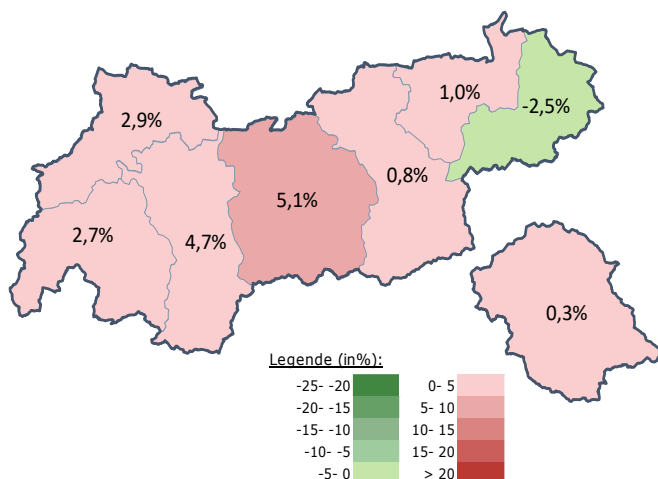 1,0%
-2,5%
2,9%
0,8%
5,1%
2,7%
4,7%
0,3%
Legende (in%):
-25- -20 0- 5
-20- -15 5- 10
-15- -10 10- 15
-10- -5 15- 20
-5- 0 > 20